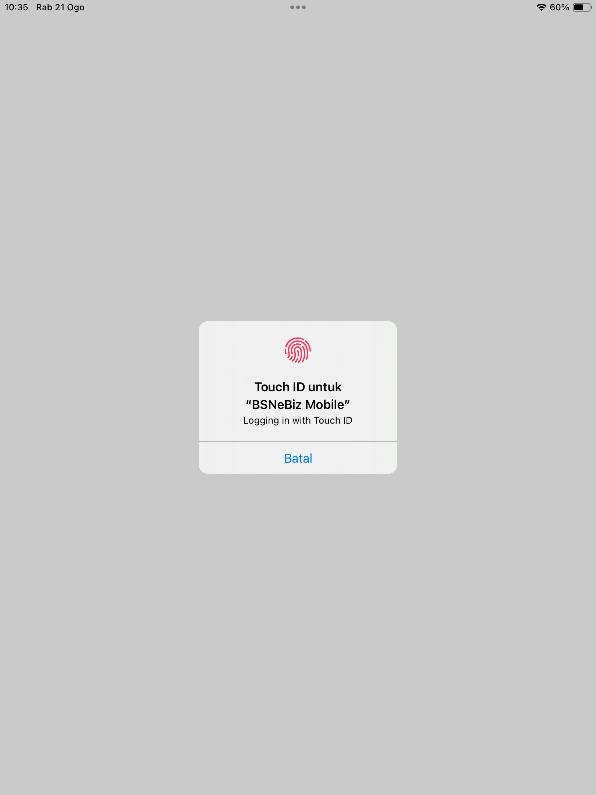 10:35 Rab 21 Ogo 60%
Touch ID untuk
“BSNeBiz Mobile”
Logging in with Touch ID
Batal